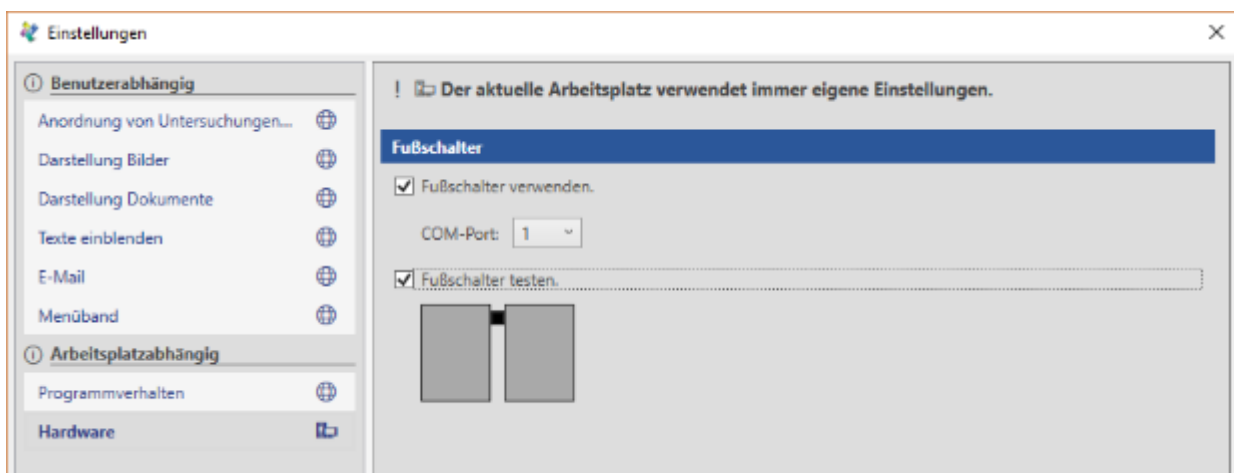 Einstellungen
Benutzerabhängig
Anordnung von Untersuchungen...
Darstellung Bilder
Darstellung Dokumente
Texte einblenden
E-Mail
Menüband
Arbeitsplatzabhängig
Programmverhalten
Hardware
! Der aktuelle Arbeitsplatz verwendet immer eigene Einstellungen.
Fußschalter
Fußschalter verwenden.
COM-Port: 1
Fußschalter testen.